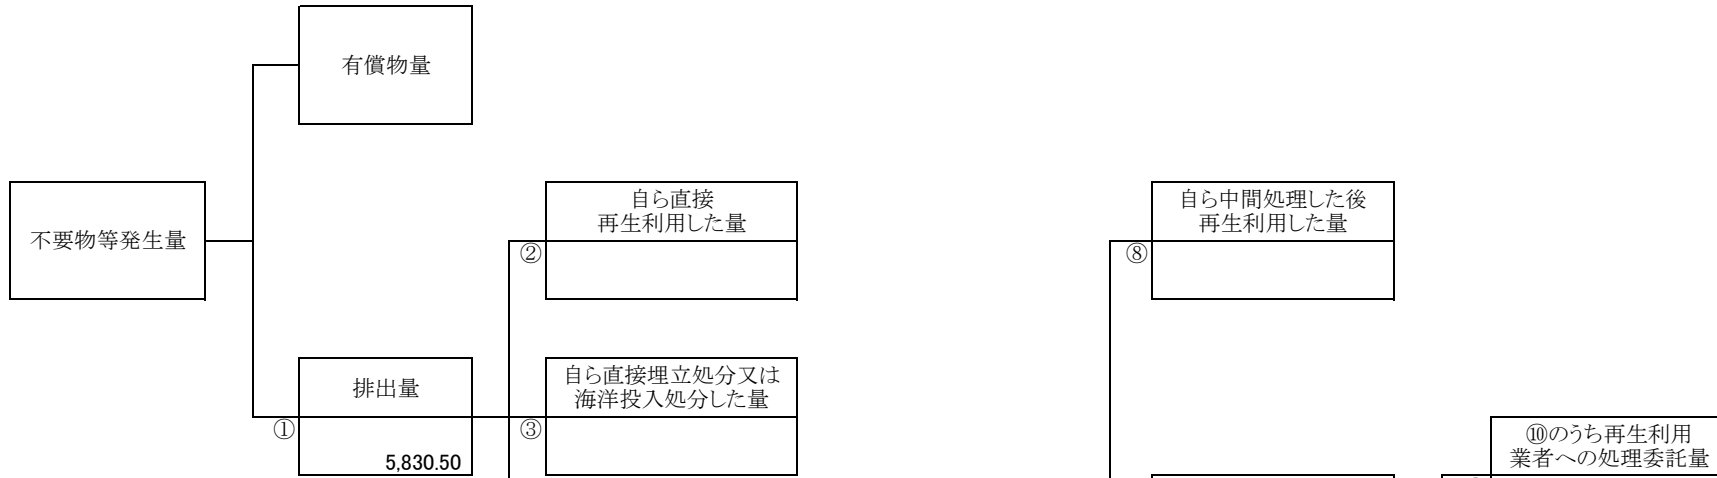 有償物量
不要物等発生量
自ら直接
再生利用した量
②
自ら中間処理した後
再生利用した量
⑧
排出量
①
5,830.50
自ら直接埋立処分又は
海洋投入処分した量
③
⑩のうち再生利用
業者への処理委託量